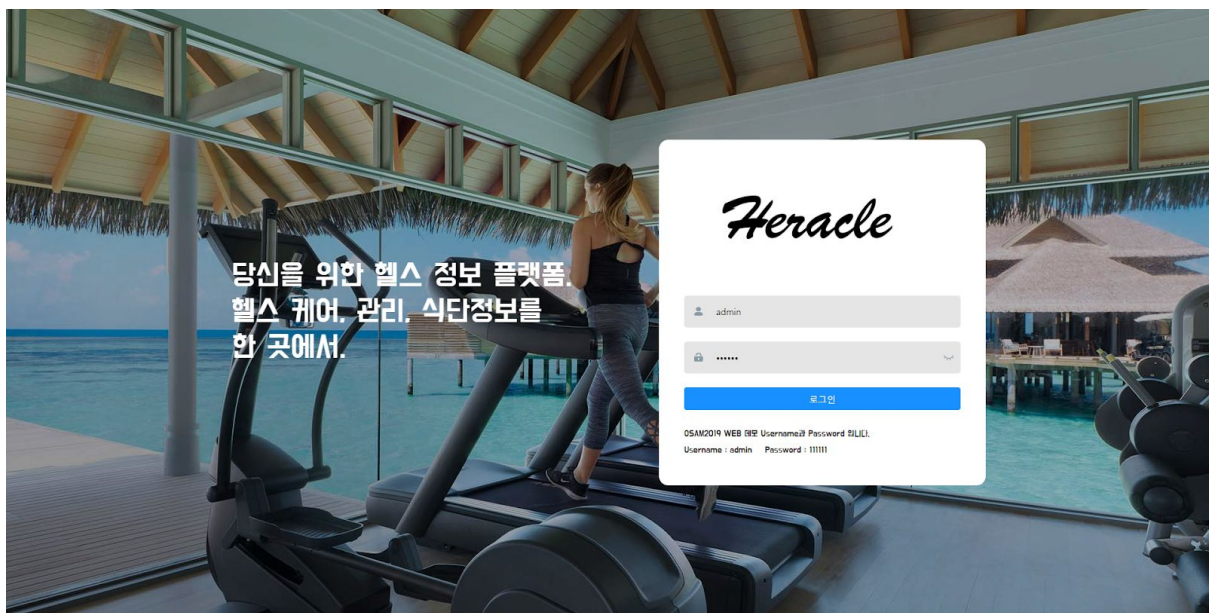 당신을 위한 헬스 정보 플랫폼.
헬스 케어, 관리, 식단정보를
한 곳에서.
Heracle
admin
••••••
로그인
OSAM2019 WEB 데모 Username과 Password 입니다.
Username : admin Password : 111111